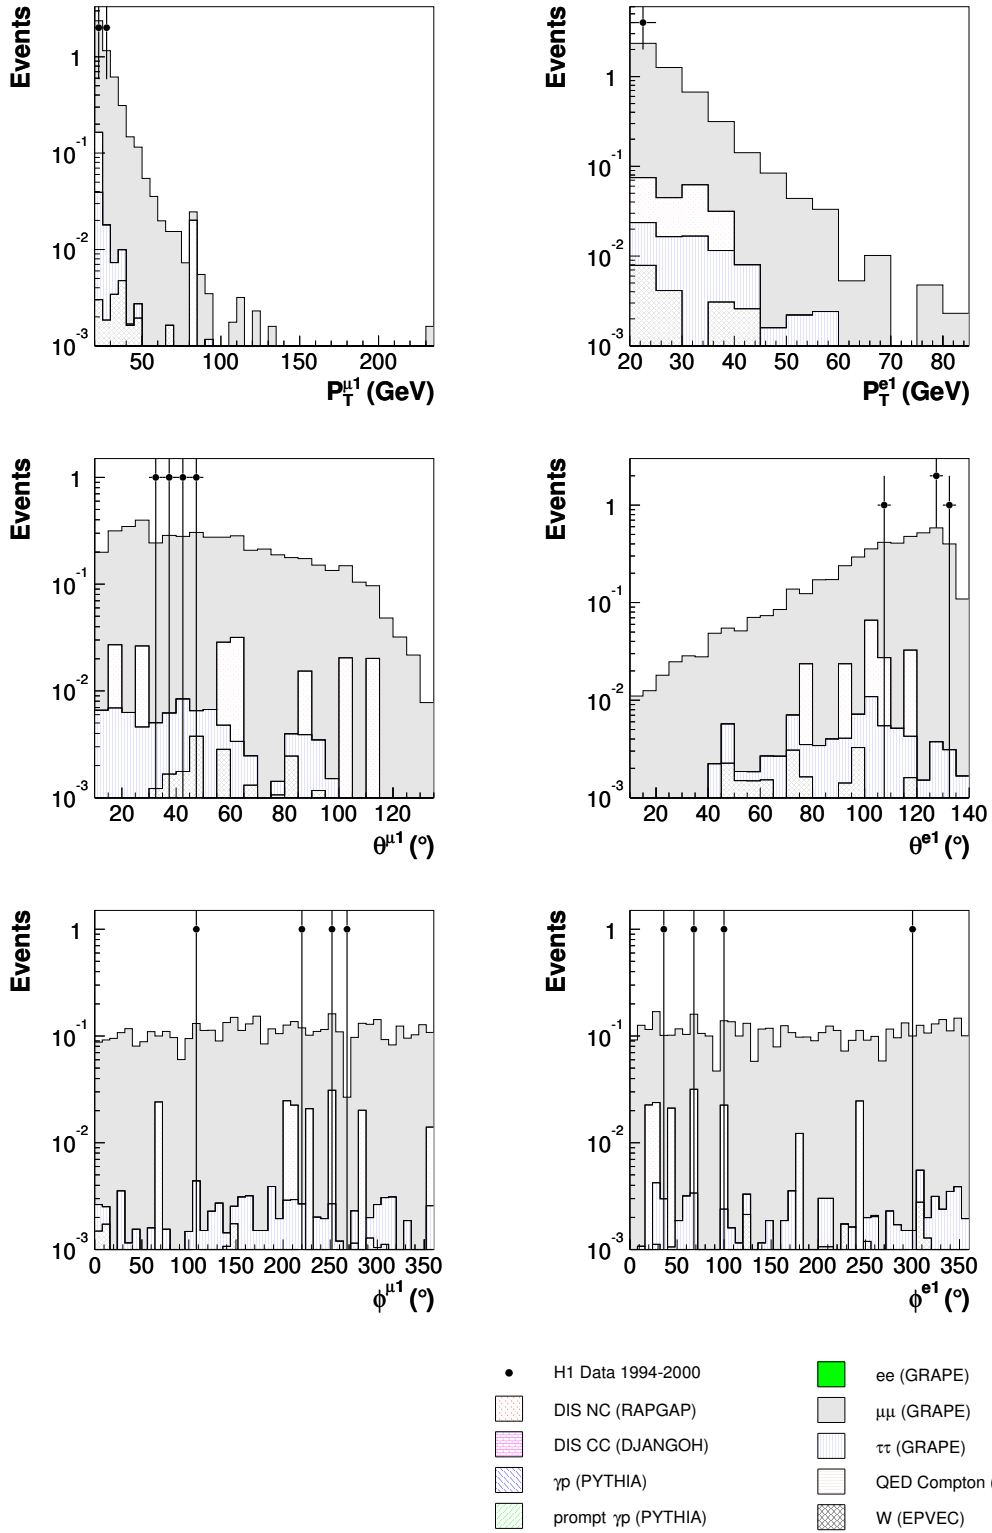 Events
1
10^-1
10^-2
10^-3
50 100 150 200
P_T^μ1 (GeV)
Events
1
10^-1
10^-2
10^-3
20 30 40 50 60 70 80
P_T^e1 (GeV)
Events
1
10^-1
10^-2
10^-3
20 40 60 80 100 120
θ^μ1 (°)
Events
1
10^-1
10^-2
10^-3
20 40 60 80 100 120 140
θ^e1 (°)
Events
1
10^-1
10^-2
10^-3
0 50 100 150 200 250 300 350
ϕ^μ1 (°)
Events
1
10^-1
10^-2
10^-3
0 50 100 150 200 250 300 350
ϕ^e1 (°)
H1 Data 1994-2000
DIS NC (RAPGAP)
DIS CC (DJANGOH)
γp (PYTHIA)
prompt γp (PYTHIA)
ee (GRAPE)
μμ (GRAPE)
ττ (GRAPE)
QED Compton (
W (EPVEC)